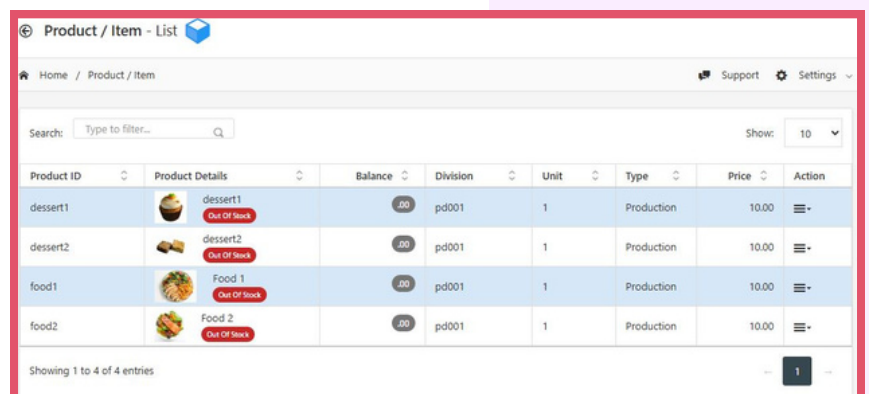 Product / Item - List
Home / Product / Item
Support Settings
Search: Type to filter... Show: 10
Product ID Product Details Balance Division Unit Type Price Action
dessert1 dessert1 .00 pd001 1 Production 10.00
Out Of Stock
dessert2 dessert2 .00 pd001 1 Production 10.00
Out Of Stock
food1 Food 1 .00 pd001 1 Production 10.00
Out Of Stock
food2 Food 2 .00 pd001 1 Production 10.00
Out Of Stock
Showing 1 to 4 of 4 entries 1